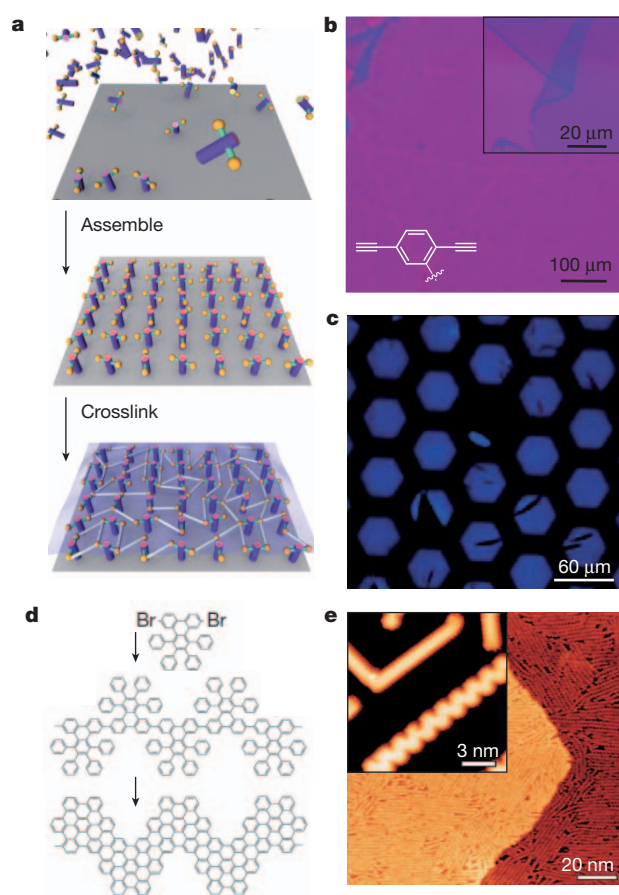 a
Assemble
Crosslink
b
20 μm
100 μm
c
60 μm
d
Br Br
e
3 nm
20 nm